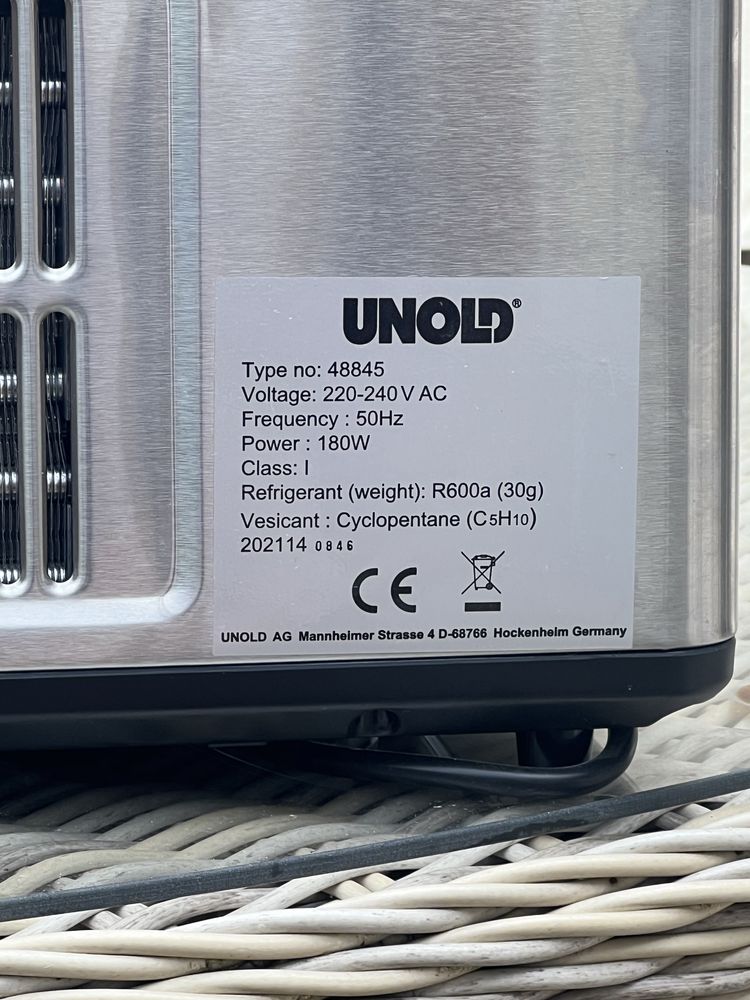 UNOLD®
Type no: 48845
Voltage: 220-240V AC
Frequency : 50Hz
Power : 180W
Class: I
Refrigerant (weight): R600a (30g)
Vesicant : Cyclopentane (C5H10)
202114 0846
CE
UNOLD AG Mannheimer Strasse 4 D-68766 Hockenheim Germany